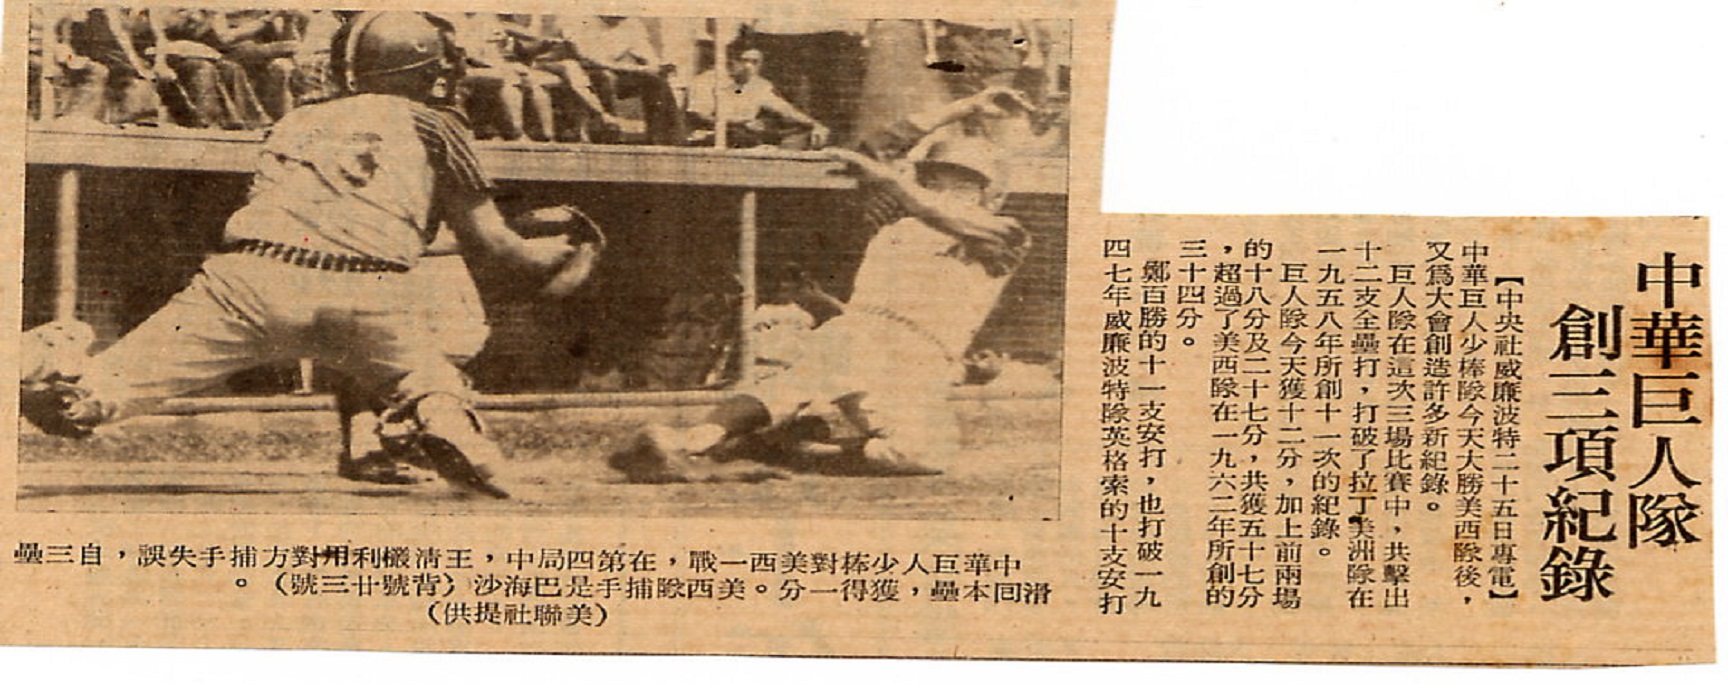 中華巨人隊
創三項紀錄
【中央社威廉波特二十五日專電】
中華巨人少棒隊今天大勝美西隊後，
又爲大會創造許多新紀錄。
巨人隊在這次三場比賽中，共擊出
十二支全壘打，打破了拉丁美洲隊在
一九五八年所創十一次的紀錄。
巨人隊今天獲十二分，加上前兩場
的十八分及二十七分，共獲五十七分
，超過了美西隊在一九六二年所創的
三十四分。
鄭百勝的十一支安打，也打破一九
四七年威廉波特隊英格索的十支安打
中華巨人少棒對美西一戰，在第四局中，王淸欉利用對方捕手失誤，自三壘
滑回本壘，獲得一分。美西隊捕手是巴海沙（背號廿三號）。
（美聯社提供）